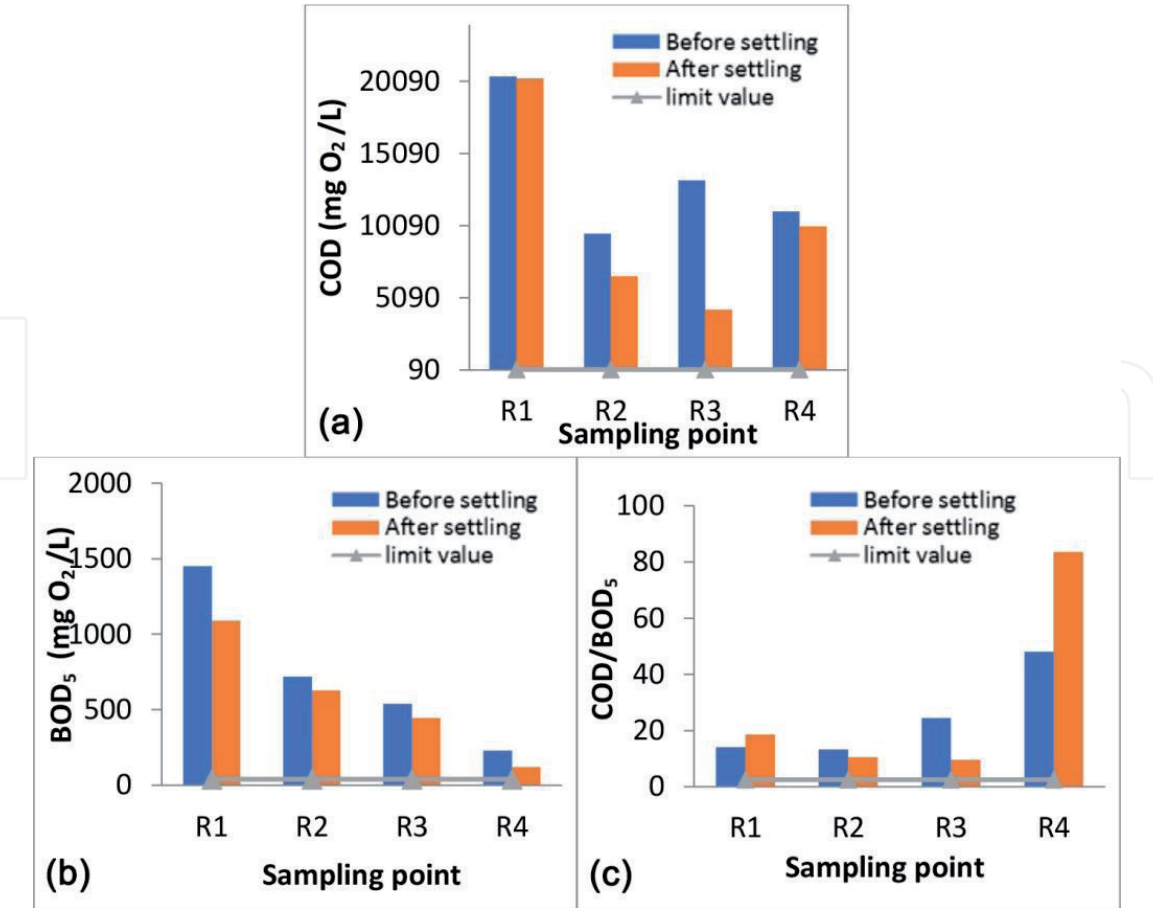 Before settling
After settling
limit value
COD (mg O₂ /L)
20090
15090
10090
5090
90
R1 R2 R3 R4
Sampling point
(a)
Before settling
After settling
limit value
BOD₅ (mg O₂/L)
2000
1500
1000
500
0
R1 R2 R3 R4
Sampling point
(b)
Before settling
After settling
limit value
COD/BOD₅
100
80
60
40
20
0
R1 R2 R3 R4
Sampling point
(c)